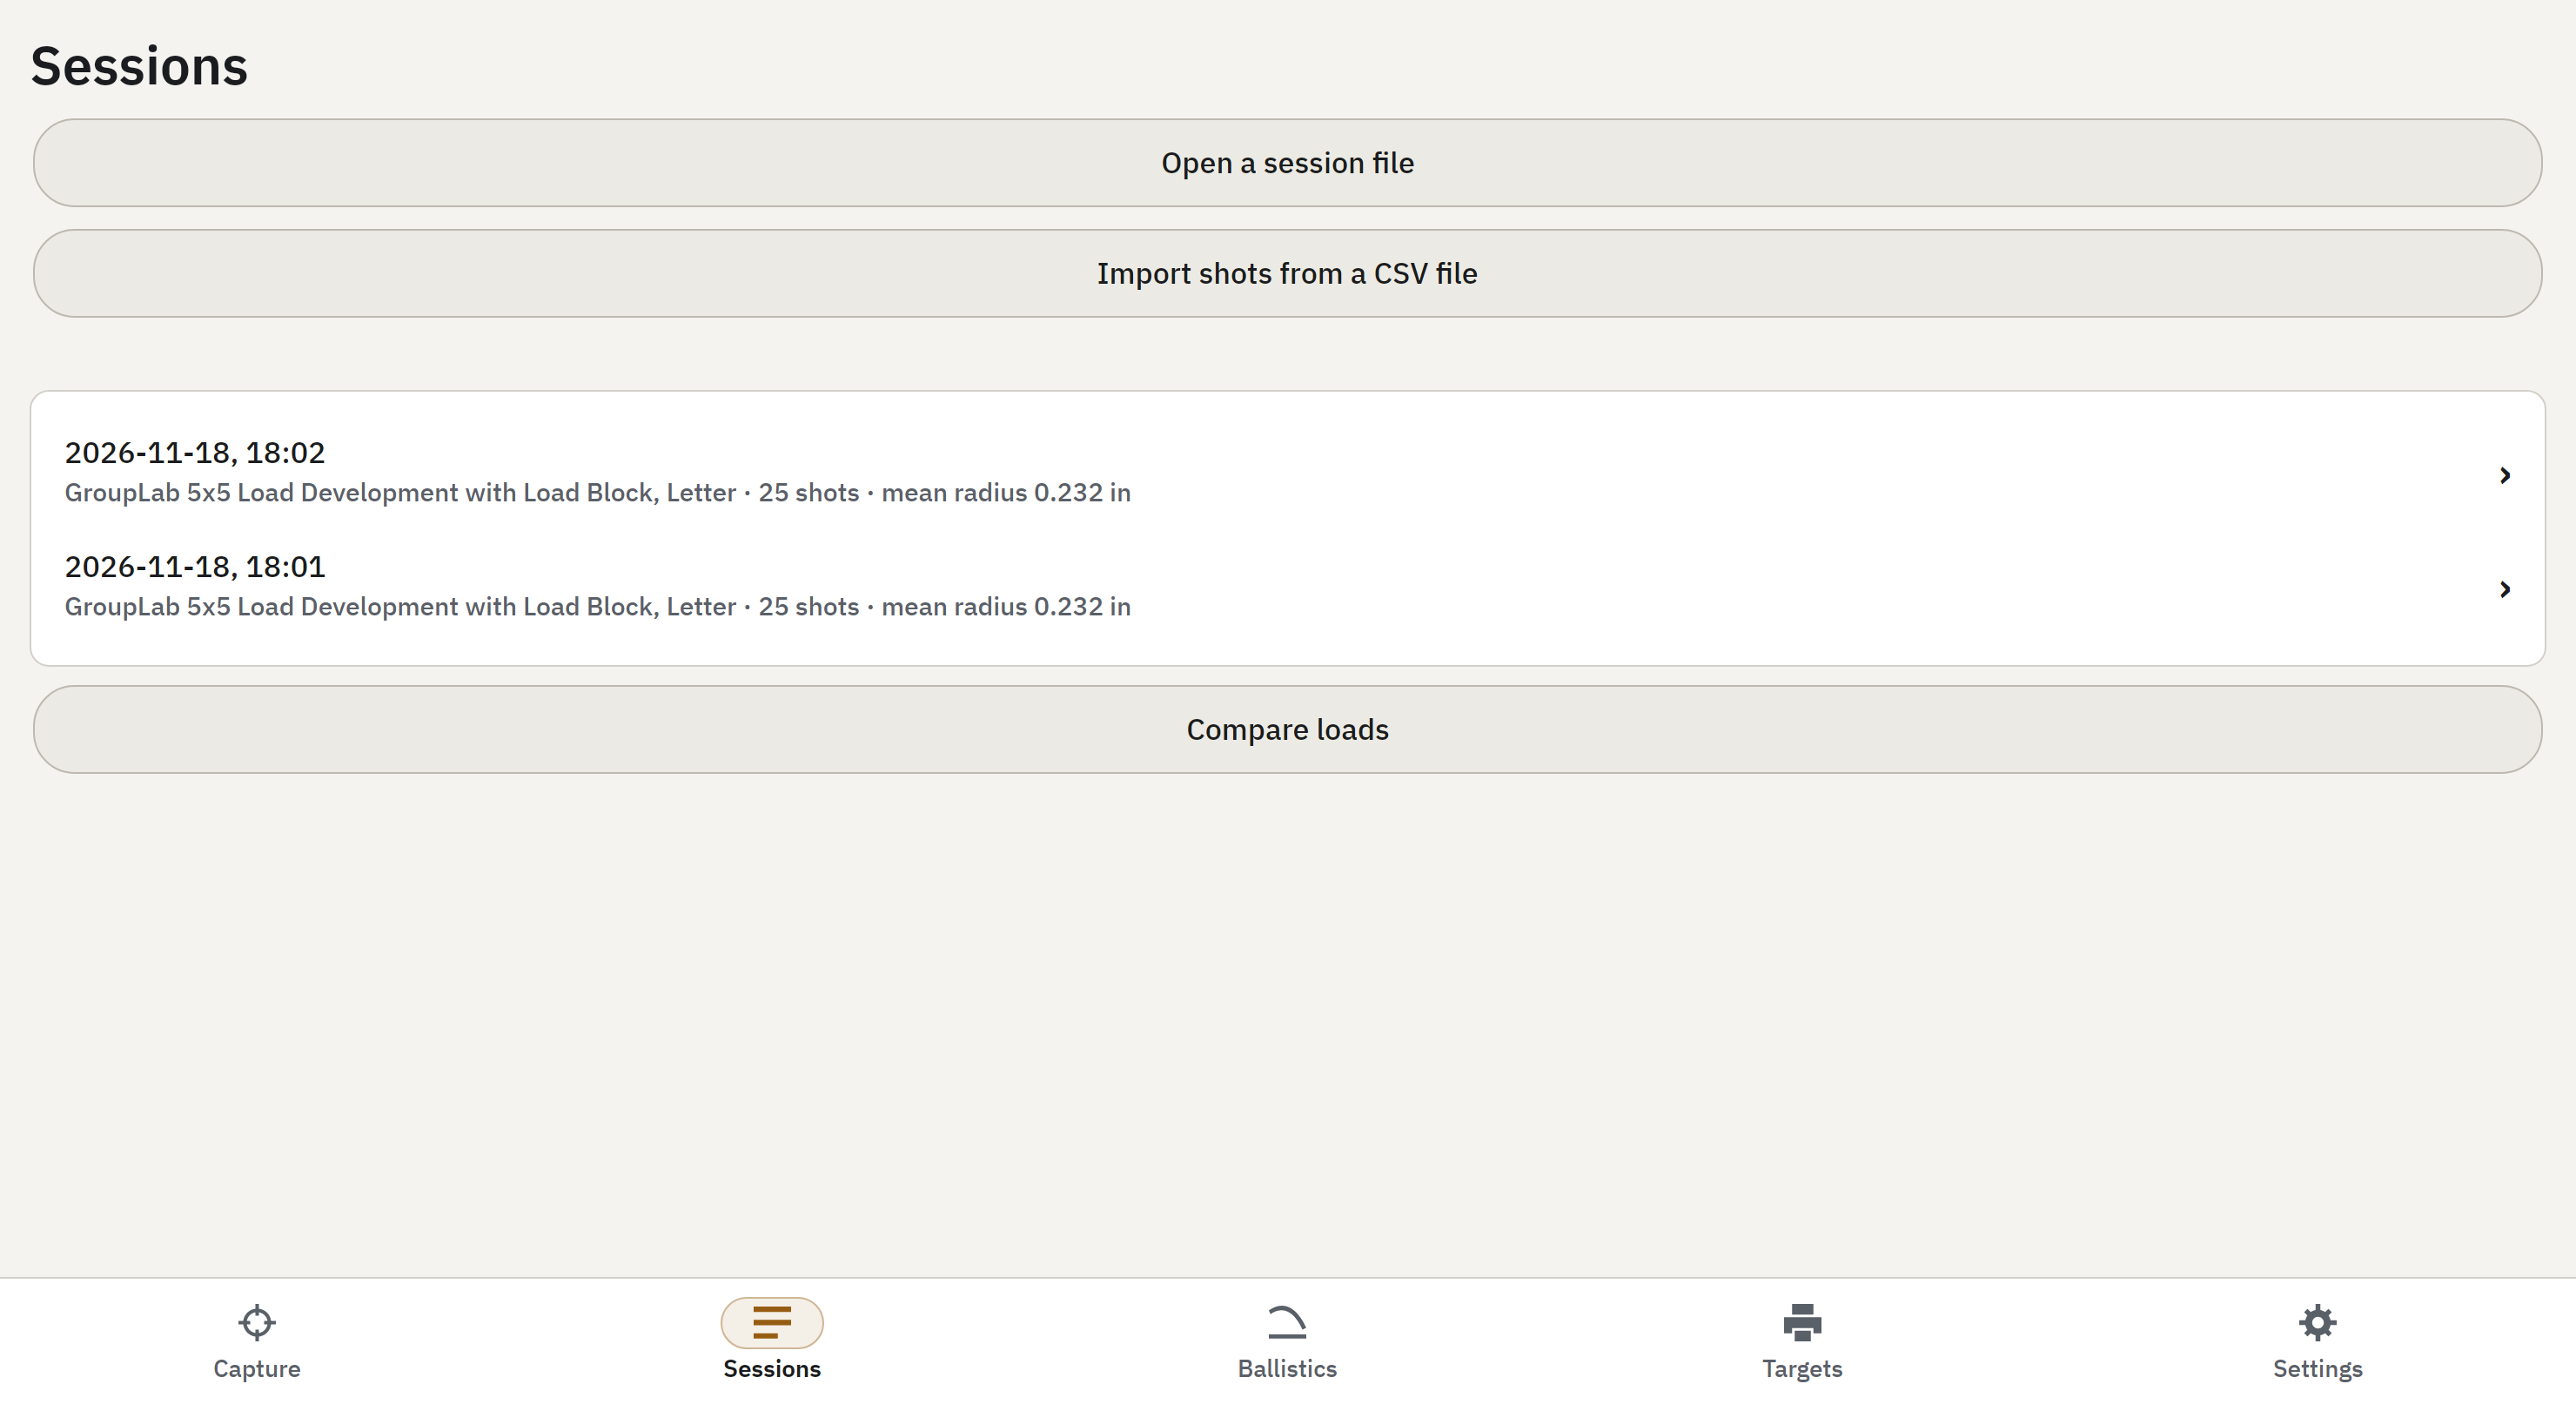 Sessions
Open a session file
Import shots from a CSV file
2026-11-18, 18:02
GroupLab 5x5 Load Development with Load Block, Letter · 25 shots · mean radius 0.232 in
2026-11-18, 18:01
GroupLab 5x5 Load Development with Load Block, Letter · 25 shots · mean radius 0.232 in
Compare loads
Capture
Sessions
Ballistics
Targets
Settings